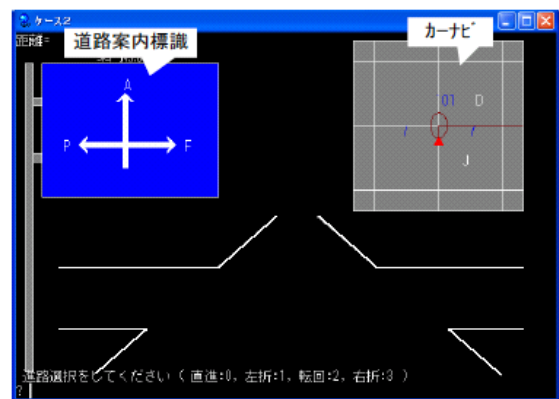 ケース2
距離=
道路案内標識
カーナビ
A
P
F
D
J
進路選択をしてください ( 直進:0, 左折:1, 転回:2, 右折:3 )
?